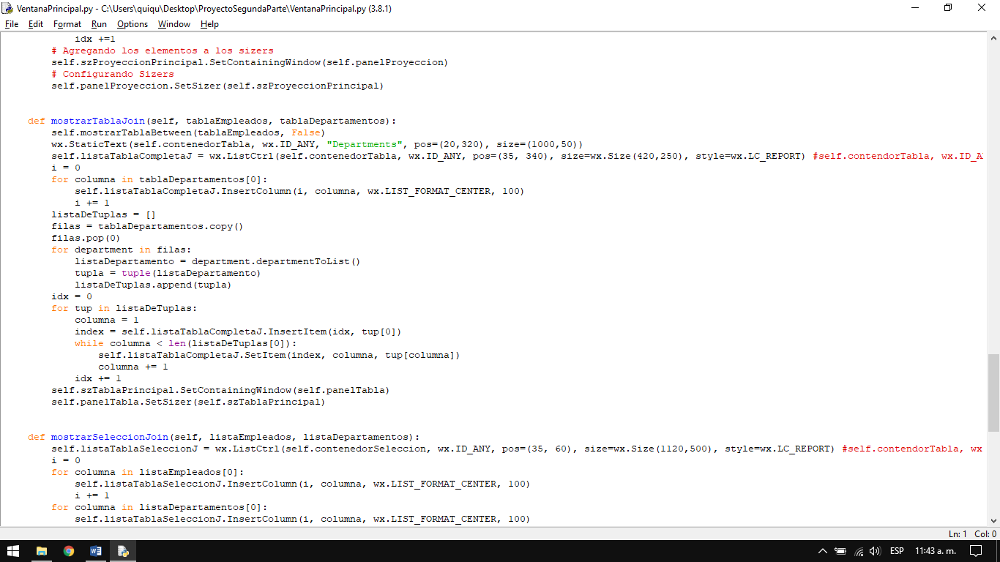 VentanaPrincipal.py - C:\Users\quiqu\Desktop\ProyectoSegundaParte\VentanaPrincipal.py (3.8.1)
File Edit Format Run Options Window Help
            idx +=1
        # Agregando los elementos a los sizers
        self.szProyeccionPrincipal.SetContainingWindow(self.panelProyeccion)
        # Configurando Sizers
        self.panelProyeccion.SetSizer(self.szProyeccionPrincipal)
    def mostrarTablaJoin(self, tablaEmpleados, tablaDepartamentos):
        self.mostrarTablaBetween(tablaEmpleados, False)
        wx.StaticText(self.contenedorTabla, wx.ID_ANY, "Departments", pos=(20,320), size=(1000,50))
        self.listaTablaCompletaJ = wx.ListCtrl(self.contenedorTabla, wx.ID_ANY, pos=(35, 340), size=wx.Size(420,250), style=wx.LC_REPORT) #self.contendorTabla, wx.ID_A
        i = 0
        for columna in tablaDepartamentos[0]:
            self.listaTablaCompletaJ.InsertColumn(i, columna, wx.LIST_FORMAT_CENTER, 100)
            i += 1
        listaDeTuplas = []
        filas = tablaDepartamentos.copy()
        filas.pop(0)
        for department in filas:
            listaDepartamento = department.departmentToList()
            tupla = tuple(listaDepartamento)
            listaDeTuplas.append(tupla)
        idx = 0
        for tup in listaDeTuplas:
            columna = 1
            index = self.listaTablaCompletaJ.InsertItem(idx, tup[0])
            while columna < len(listaDeTuplas[0]):
                self.listaTablaCompletaJ.SetItem(index, columna, tup[columna])
                columna += 1
            idx += 1
        self.szTablaPrincipal.SetContainingWindow(self.panelTabla)
        self.panelTabla.SetSizer(self.szTablaPrincipal)
    def mostrarSeleccionJoin(self, listaEmpleados, listaDepartamentos):
        self.listaTablaSeleccionJ = wx.ListCtrl(self.contenedorSeleccion, wx.ID_ANY, pos=(35, 60), size=wx.Size(1120,500), style=wx.LC_REPORT) #self.contendorTabla, wx
        i = 0
        for columna in listaEmpleados[0]:
            self.listaTablaSeleccionJ.InsertColumn(i, columna, wx.LIST_FORMAT_CENTER, 100)
            i += 1
        for columna in listaDepartamentos[0]:
            self.listaTablaSeleccionJ.InsertColumn(i, columna, wx.LIST_FORMAT_CENTER, 100)
Ln: 1 Col: 0
ESP 11:43 a. m.